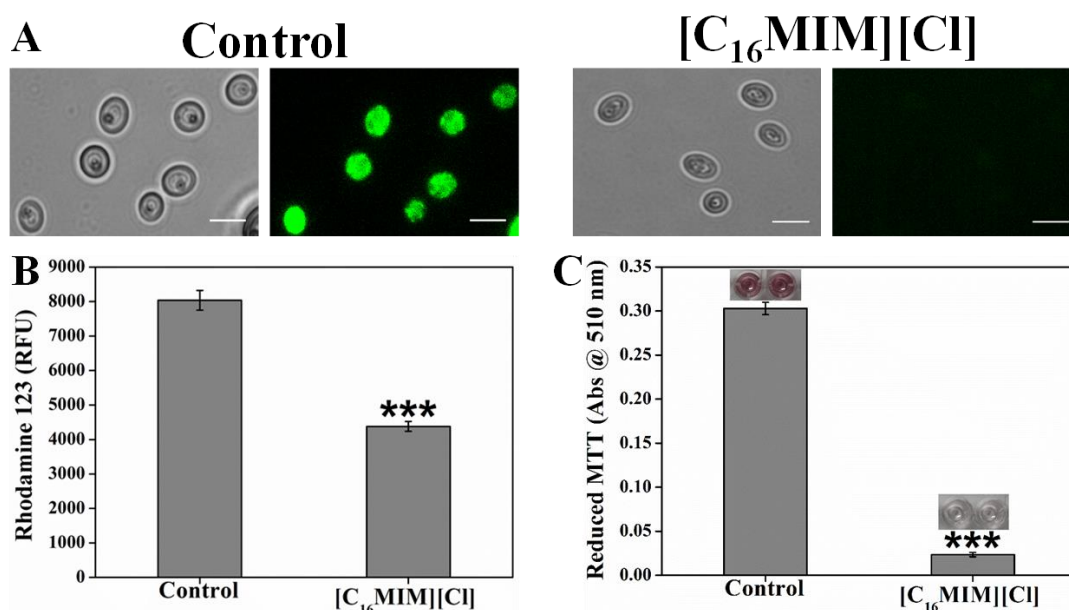 A
Control
[C₁₆MIM][Cl]
B
Rhodamine 123 (RFU)
9000
8000
7000
6000
5000
4000
3000
2000
1000
0
***
Control
[C₁₆MIM][Cl]
C
Reduced MTT (Abs @ 510 nm)
0.35
0.30
0.25
0.20
0.15
0.10
0.05
0.00
***
Control
[C₁₆MIM][Cl]